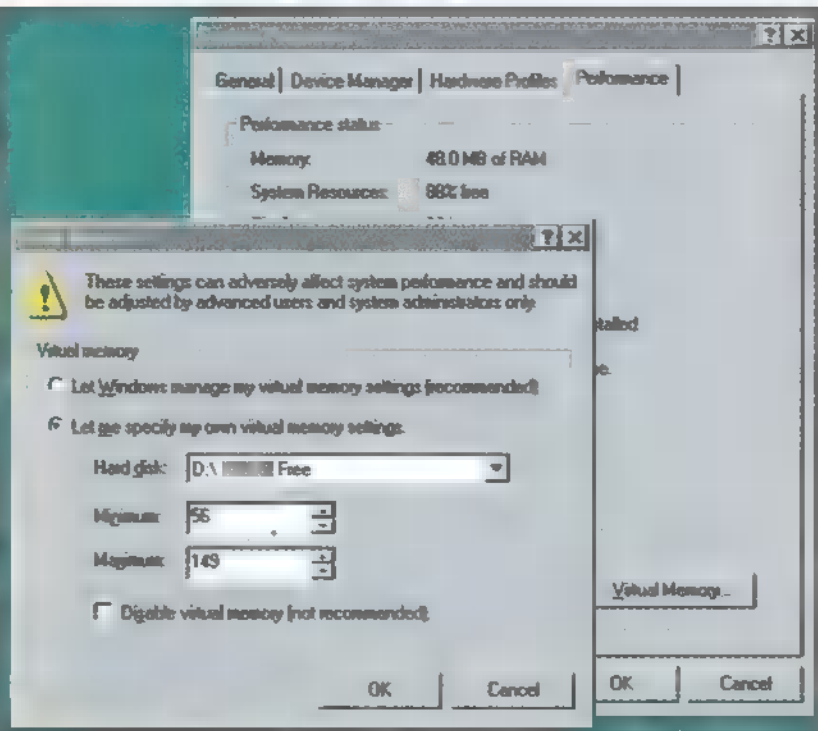 General Device Manager Hardware Profiles Performance
Performance status
Memory: 48.0 MB of RAM
System Resources: 88% free
These settings can adversely affect system performance and should
be adjusted by advanced users and system administrators only.
Virtual memory
Let Windows manage my virtual memory settings (recommended)
Let me specify my own virtual memory settings.
Hard disk: D:\ Free
Minimum: 56
Maximum: 149
Disable virtual memory (not recommended).
OK Cancel
stalled
Virtual Memory...
OK Cancel